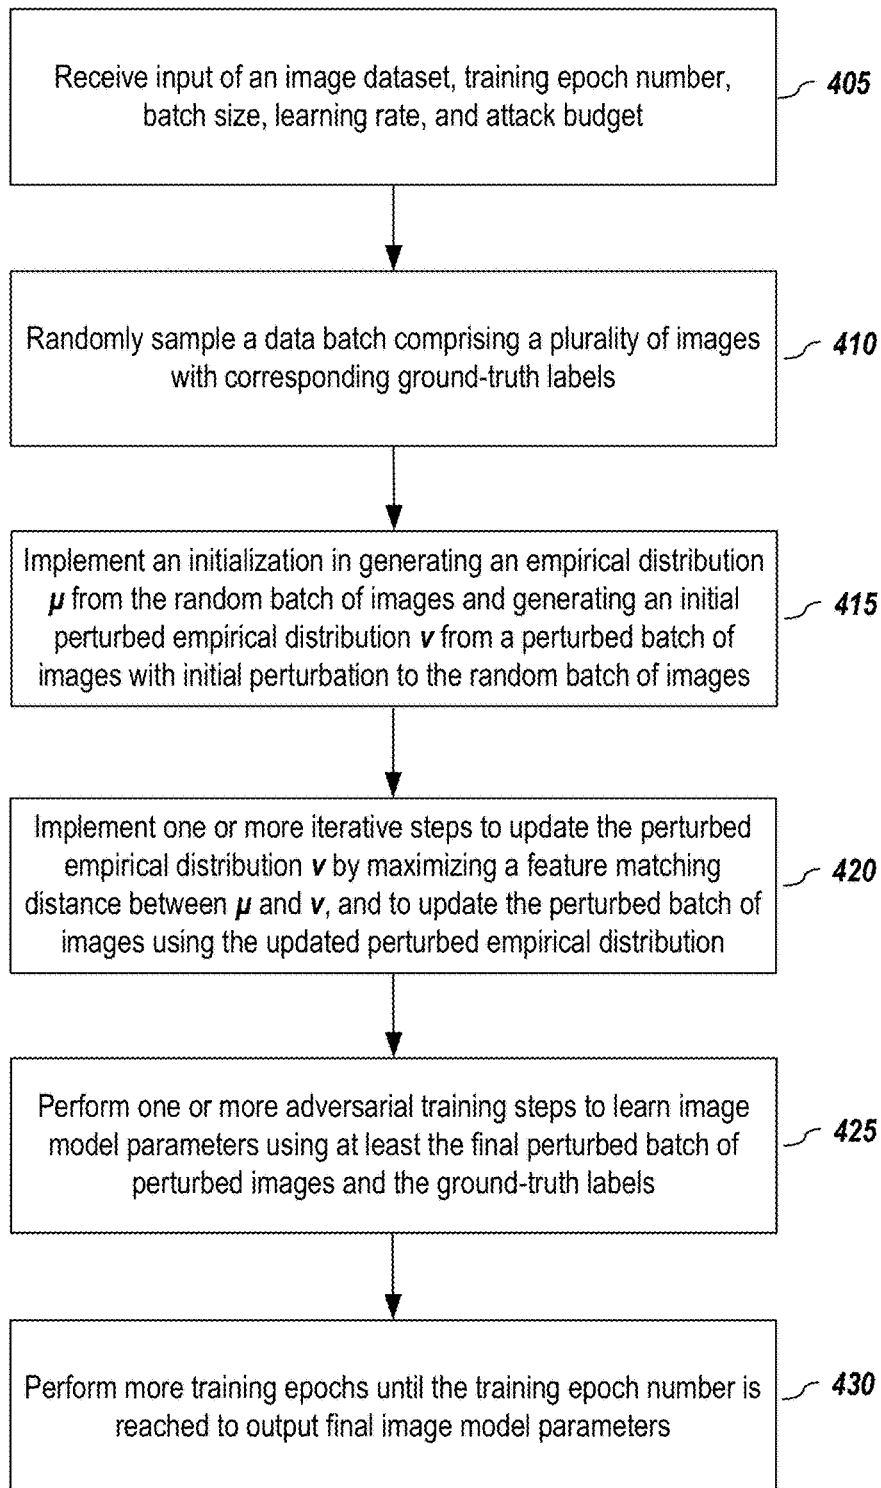 Receive input of an image dataset, training epoch number,
batch size, learning rate, and attack budget
405
Randomly sample a data batch comprising a plurality of images
with corresponding ground-truth labels
410
Implement an initialization in generating an empirical distribution
μ from the random batch of images and generating an initial
perturbed empirical distribution ν from a perturbed batch of
images with initial perturbation to the random batch of images
415
Implement one or more iterative steps to update the perturbed
empirical distribution ν by maximizing a feature matching
distance between μ and ν, and to update the perturbed batch of
images using the updated perturbed empirical distribution
420
Perform one or more adversarial training steps to learn image
model parameters using at least the final perturbed batch of
perturbed images and the ground-truth labels
425
Perform more training epochs until the training epoch number is
reached to output final image model parameters
430